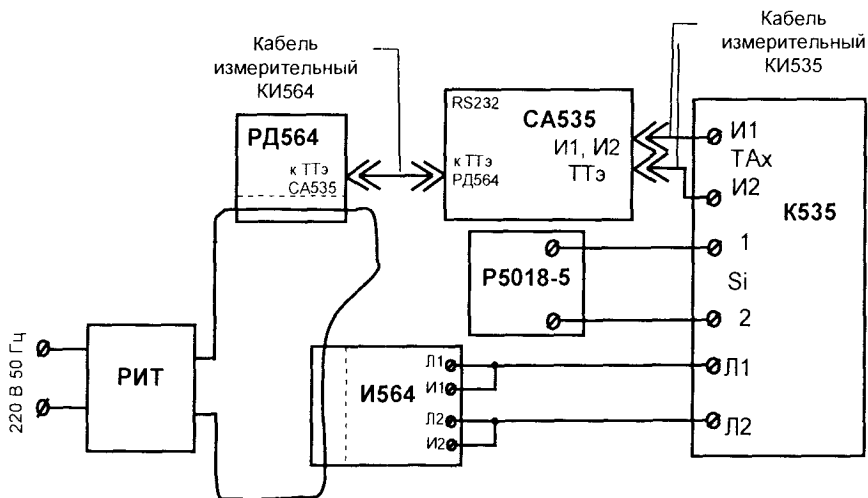 Кабель
измерительный
КИ564
Кабель
измерительный
КИ535
РД564
к ТТэ
СА535
RS232
СА535
И1, И2
ТТэ
к ТТэ
РД564
И1
ТАх
И2
К535
1
Si
2
Л1
Л2
Р5018-5
220 В 50 Гц
РИТ
И564
Л1
И1
Л2
И2